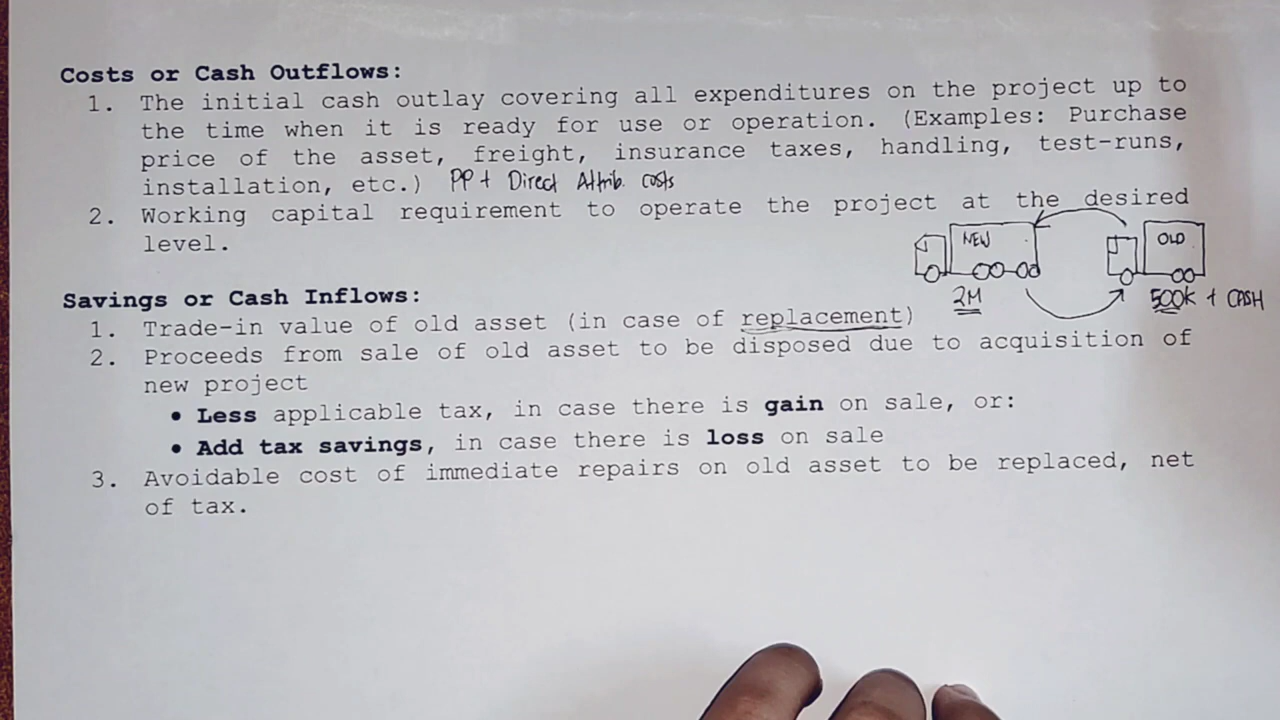 Costs or Cash Outflows:
1. The initial cash outlay covering all expenditures on the project up to
the time when it is ready for use or operation. (Examples: Purchase
price of the asset, freight, insurance taxes, handling, test-runs,
installation, etc.) PP + Direct Attrib. costs
2. Working capital requirement to operate the project at the desired
level.
NEW OLD
2M 500K + CASH
Savings or Cash Inflows:
1. Trade-in value of old asset (in case of replacement)
2. Proceeds from sale of old asset to be disposed due to acquisition of
new project
• Less applicable tax, in case there is gain on sale, or:
• Add tax savings, in case there is loss on sale
3. Avoidable cost of immediate repairs on old asset to be replaced, net
of tax.